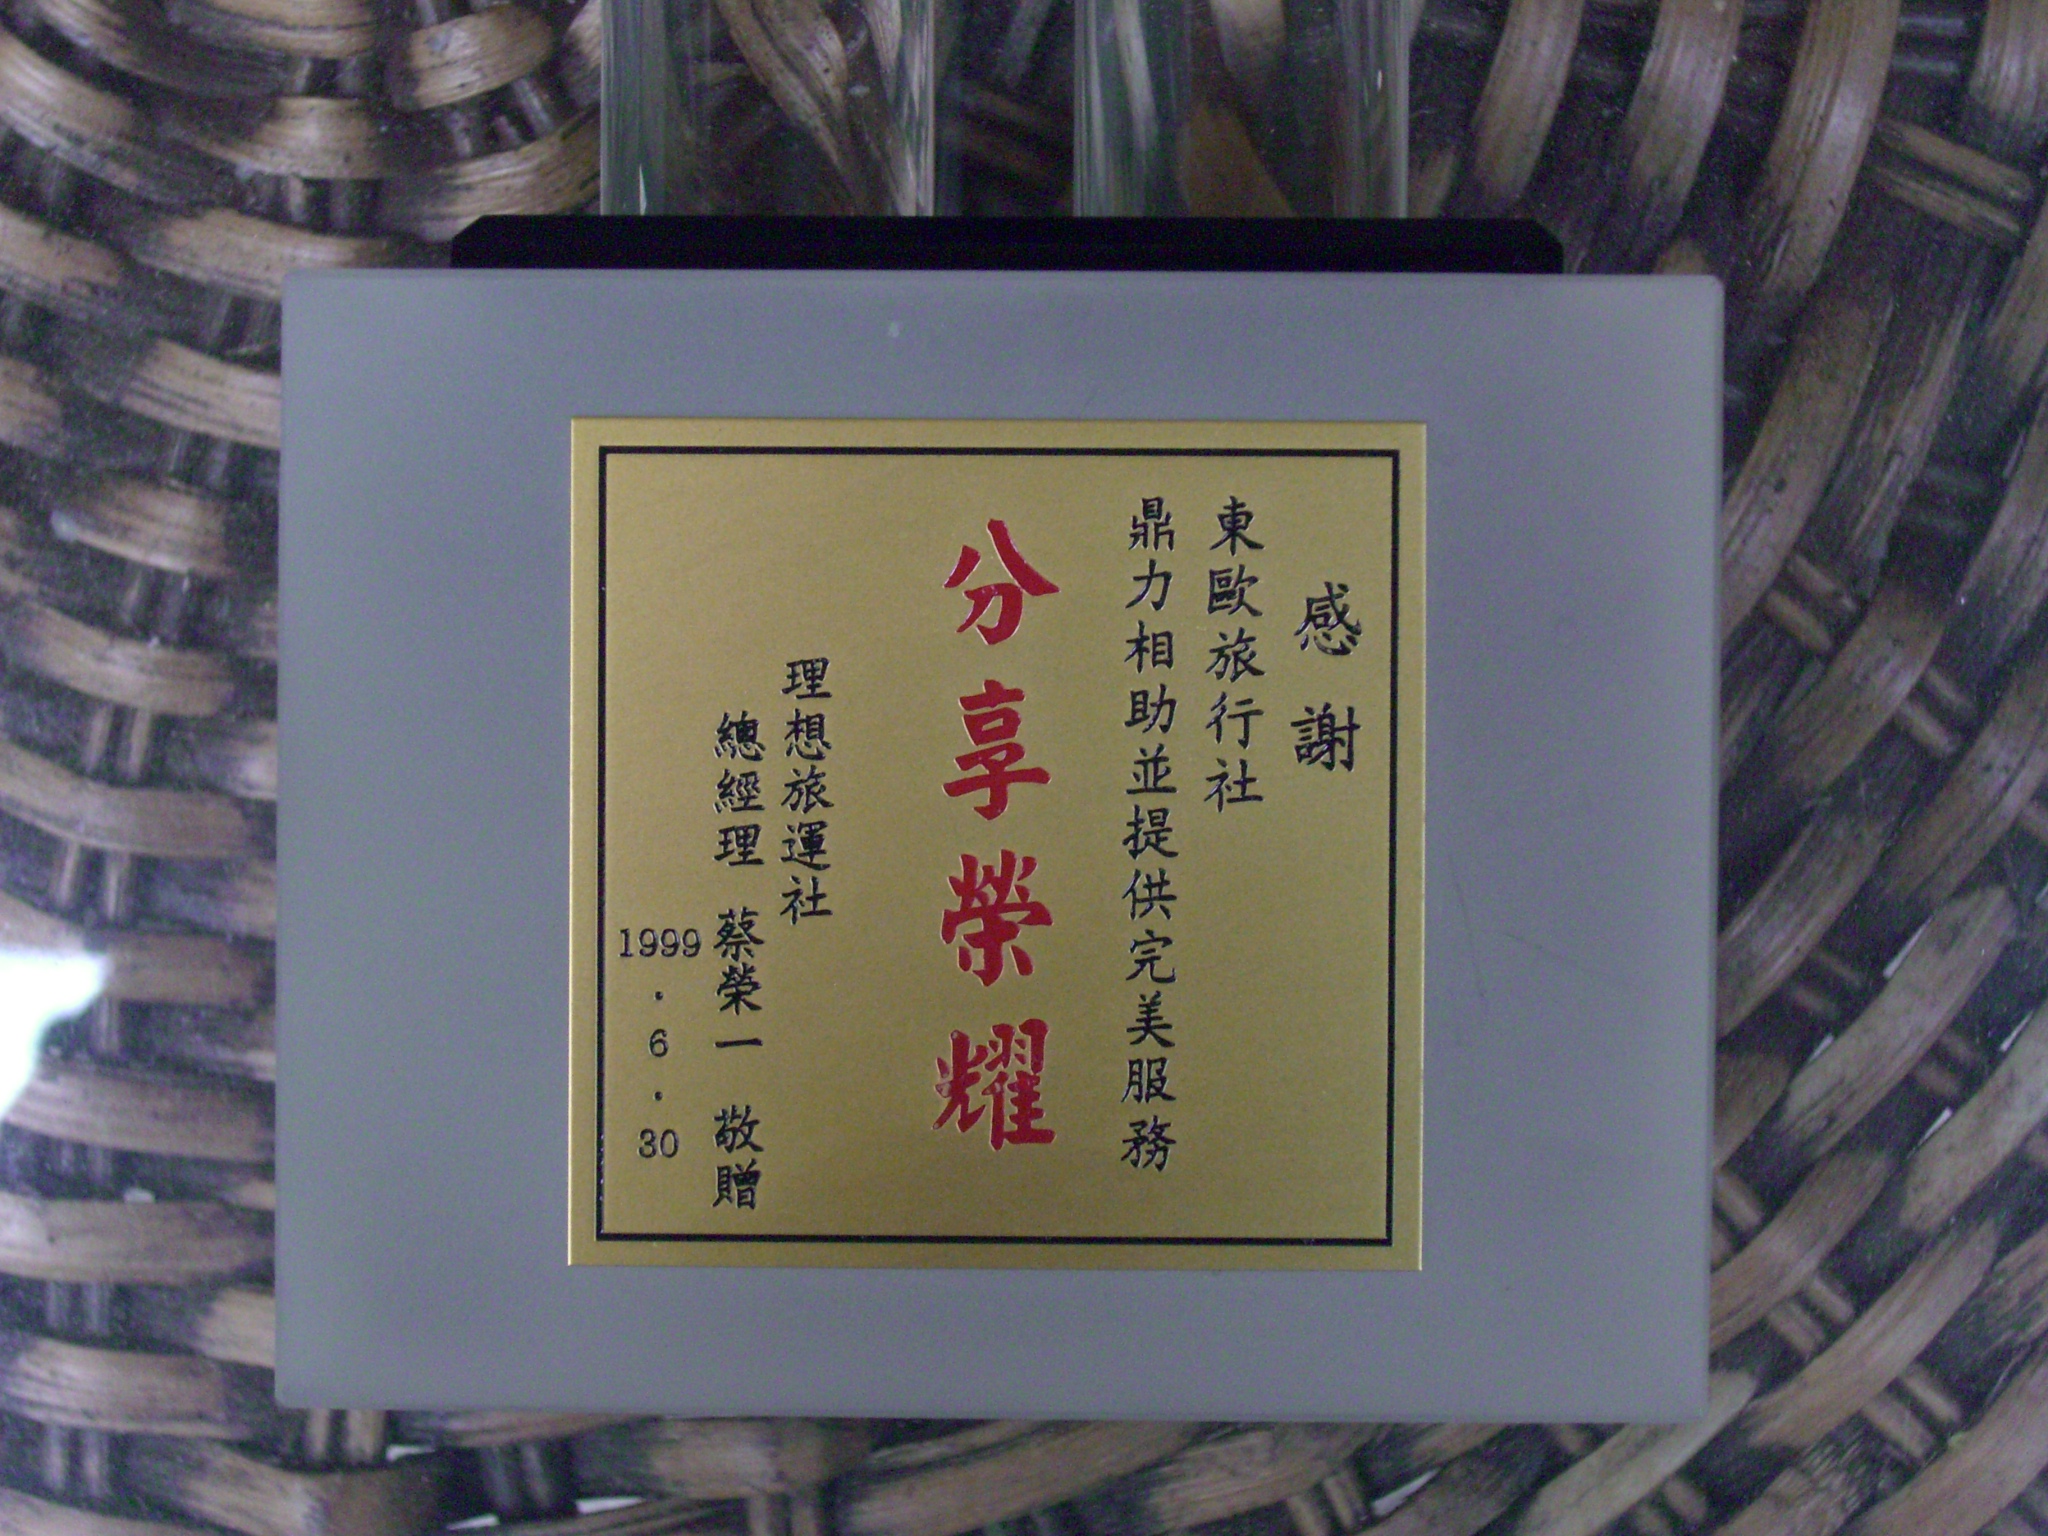 感謝
東歐旅行社
鼎力相助並提供完美服務
分享榮耀
理想旅運社
總經理 蔡榮一 敬贈
1999.6.30